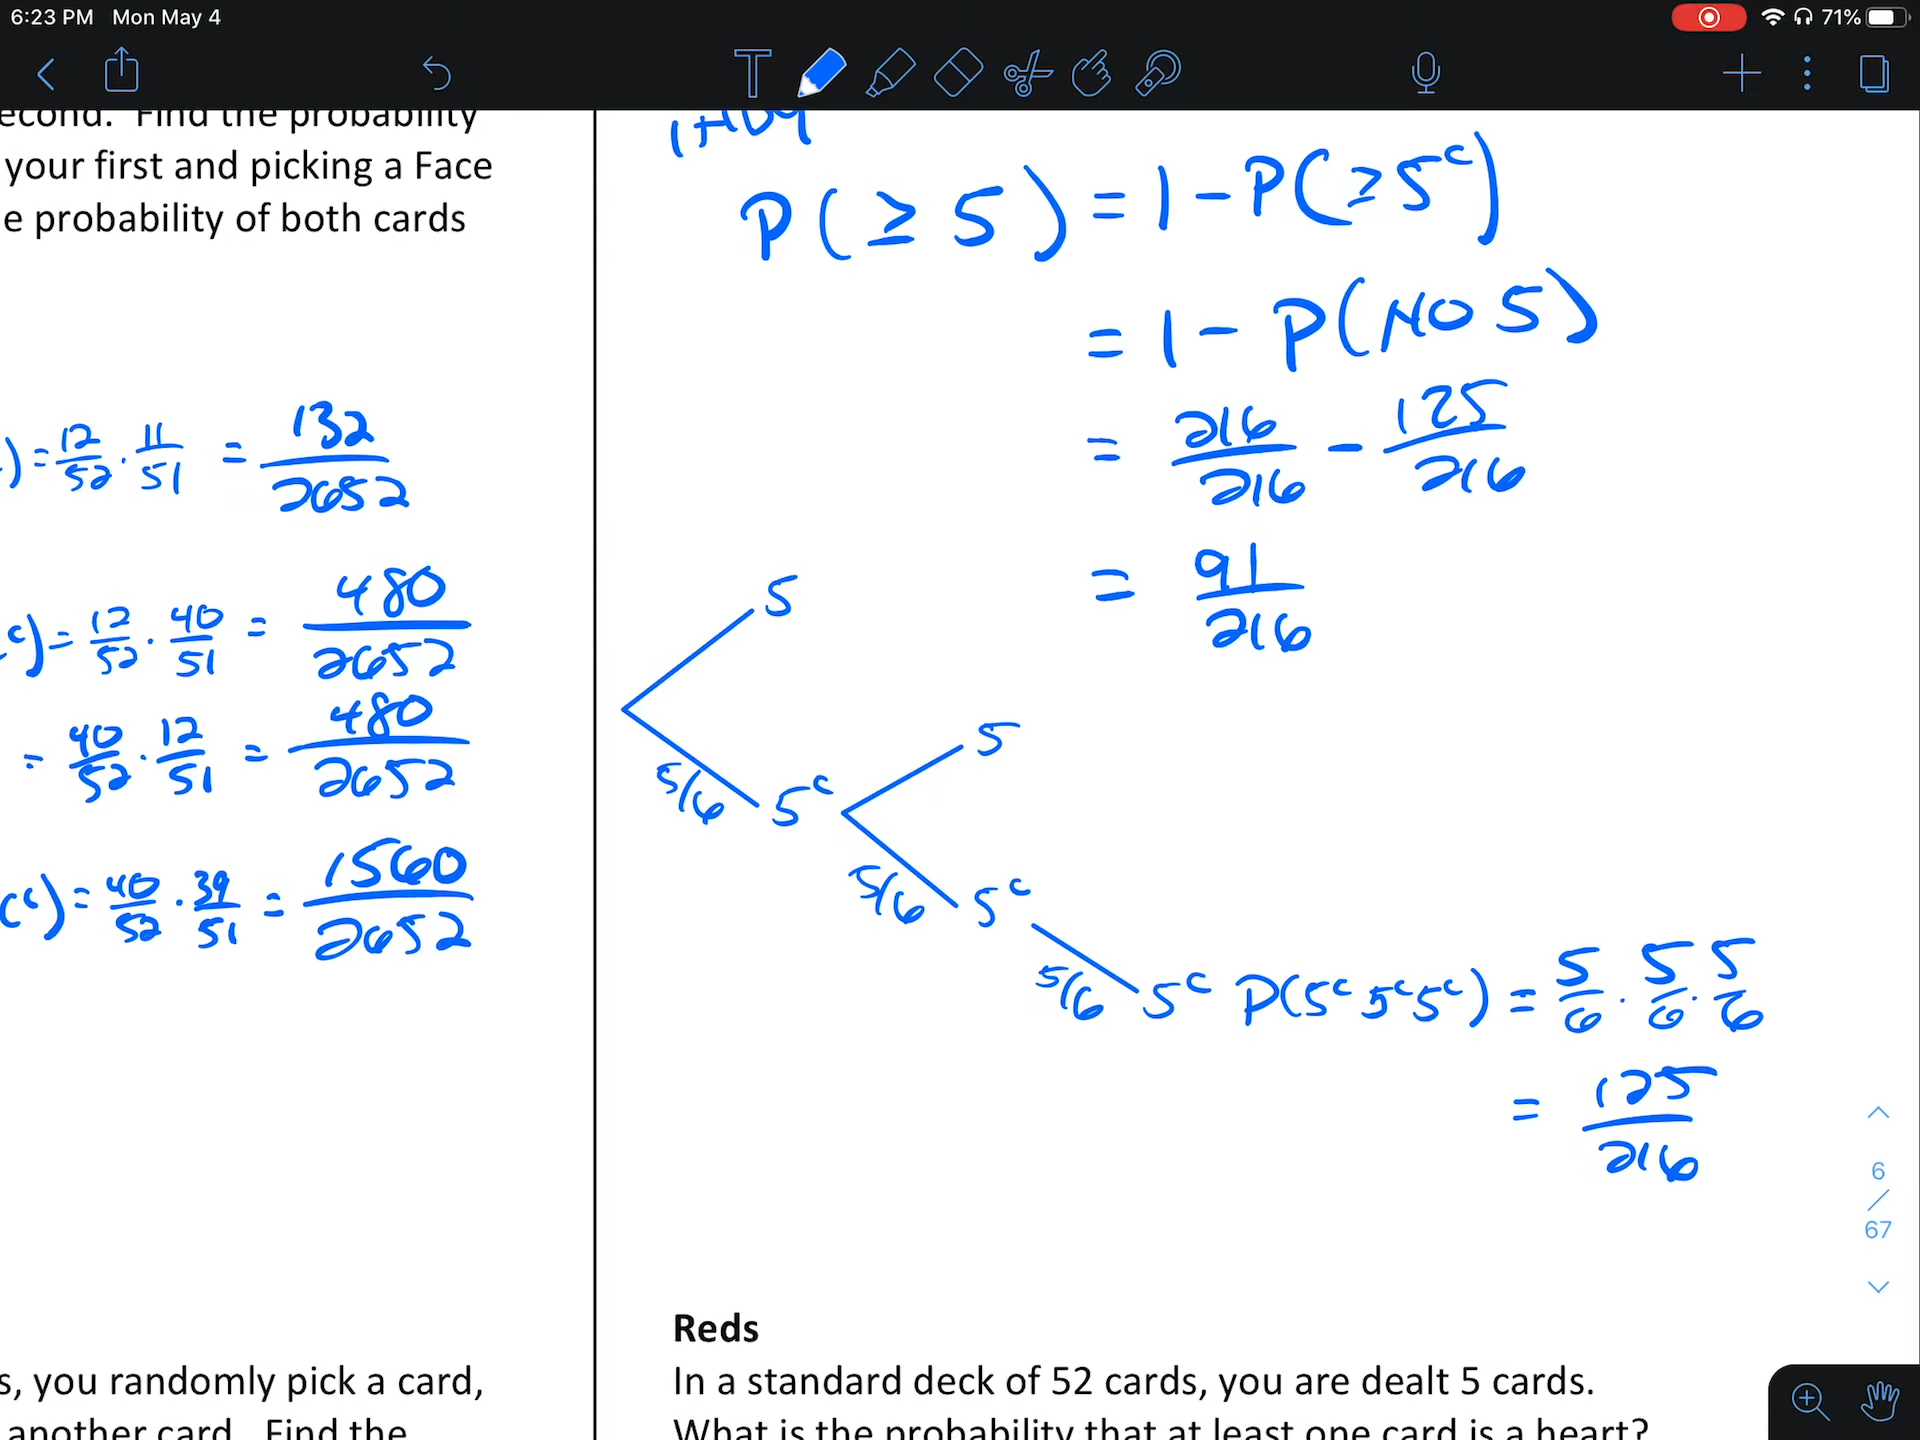 6:23 PM Mon May 4
71%
T
econd. Find the probability
your first and picking a Face
e probability of both cards
) = 12/52 · 11/51 = 132/2652
c) = 12/52 · 40/51 = 480/2652
= 40/52 · 12/51 = 480/2652
cᶜ) = 40/52 · 39/51 = 1560/2652
s, you randomly pick a card,
another card. Find the
P(≥ 5) = 1 - P(≥5ᶜ)
= 1 - P(NO 5)
= 216/216 - 125/216
= 91/216
5
5
5/6 5ᶜ
5/6 5ᶜ
5/6 5ᶜ P(5ᶜ 5ᶜ 5ᶜ) = 5/6 · 5/6 · 5/6
= 125/216
Reds
In a standard deck of 52 cards, you are dealt 5 cards.
What is the probability that at least one card is a heart?
6
/
67